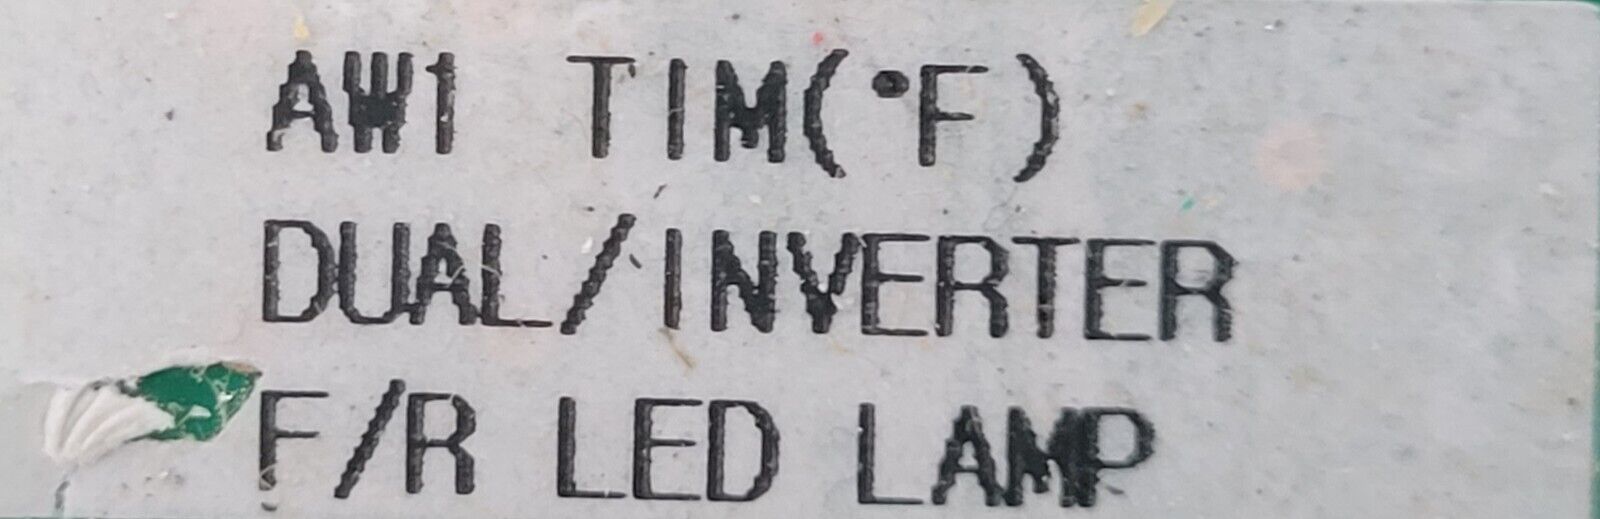 AW1 TIM(°F)
DUAL/INVERTER
F/R LED LAMP